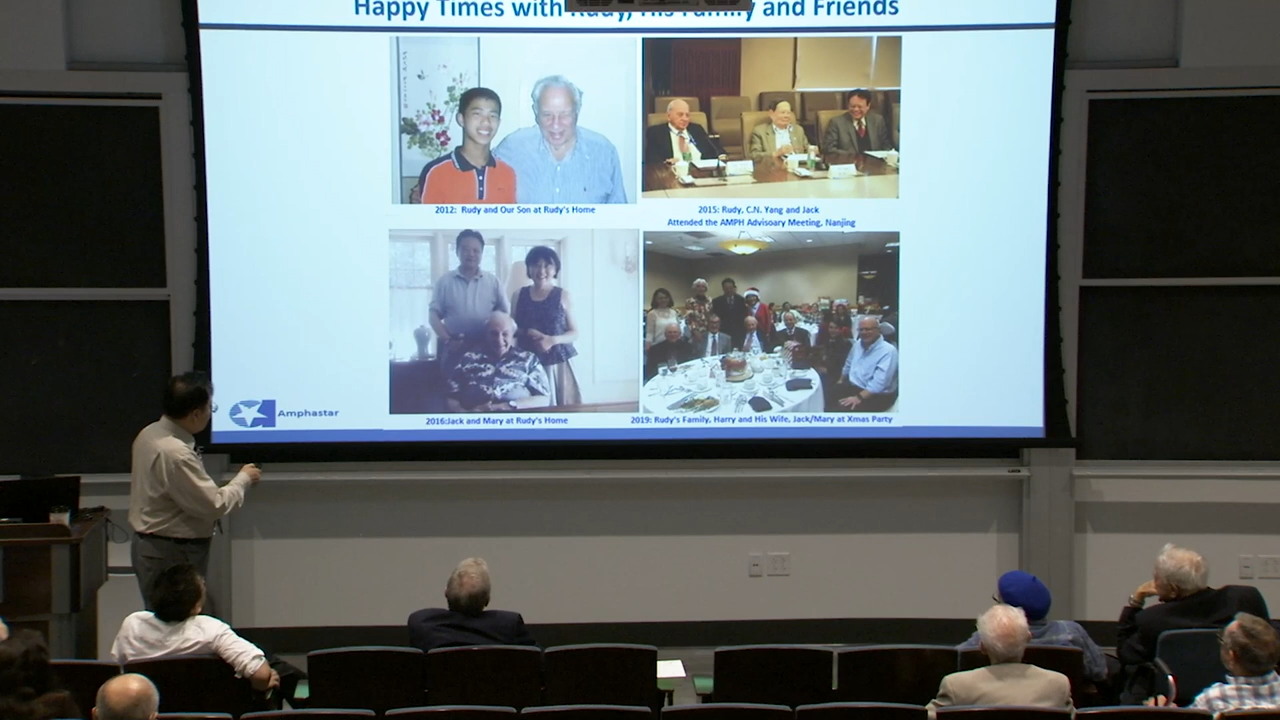 Happy Times with Rudy, His Family and Friends
2012: Rudy and Our Son at Rudy's Home
2015: Rudy, C.N. Yang and Jack
Attended the AMPH Advisoary Meeting, Nanjing
2016:Jack and Mary at Rudy's Home
2019: Rudy's Family, Harry and His Wife, Jack/Mary at Xmas Party
Amphastar